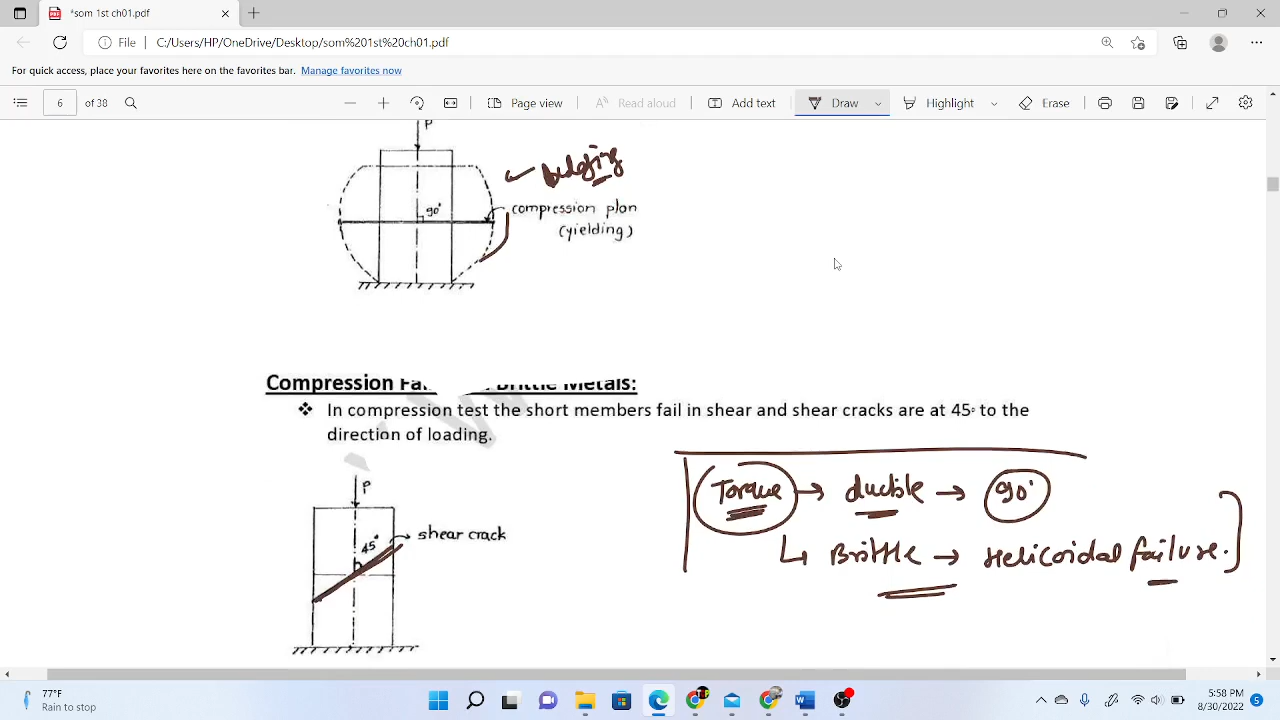 *som 1st ch01.pdf
File
C:/Users/HP/OneDrive/Desktop/som%201st%20ch01.pdf
For quick access, place your favorites here on the favorites bar. Manage favorites now
6 of 38
Page view
Read aloud
Add text
Draw
Highlight
Erase
P
bulging
90°
compression plan
(yielding)
Compression Brittle Metals:
❖ In compression test the short members fail in shear and shear cracks are at 45° to the
direction of loading.
P
45°
shear crack
Torque → ductile → 90°
↳ Brittle → Helicoidal failure.
77°F
Rain to stop
5:58 PM
8/30/2022
5